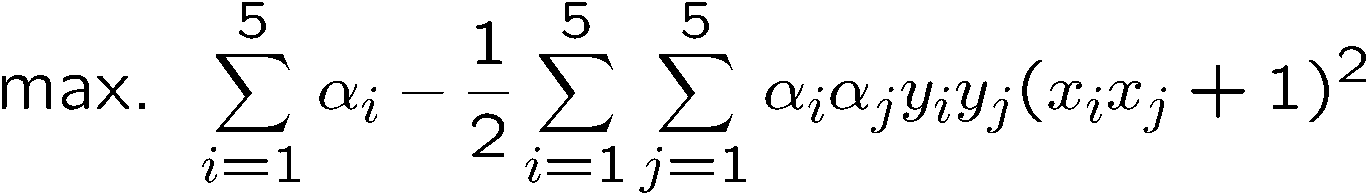 max. \sum_{i=1}^{5} \alpha_i - \frac{1}{2} \sum_{i=1}^{5} \sum_{j=1}^{5} \alpha_i \alpha_j y_i y_j (x_i x_j + 1)^2